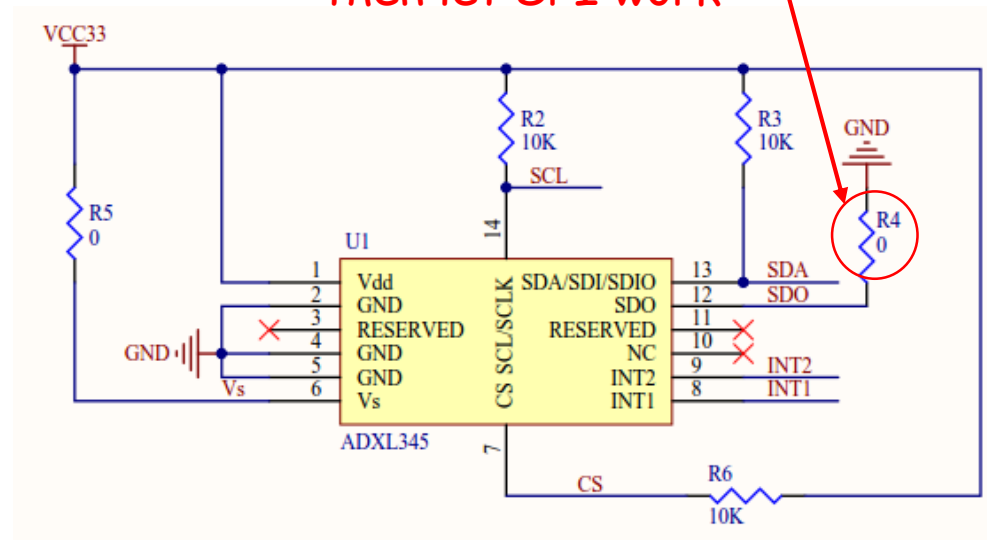 VCC33
R2
10K
R3
10K
GND
SCL
R5
0
R4
0
14
U1
1
Vdd
SDA/SDI/SDIO
13
SDA
2
GND
SDO
12
SDO
3
RESERVED
RESERVED
11
GND
4
GND
NC
10
5
GND
INT2
9
INT2
Vs
6
Vs
INT1
8
INT1
CS SCL/SCLK
ADXL345
7
CS
R6
10K